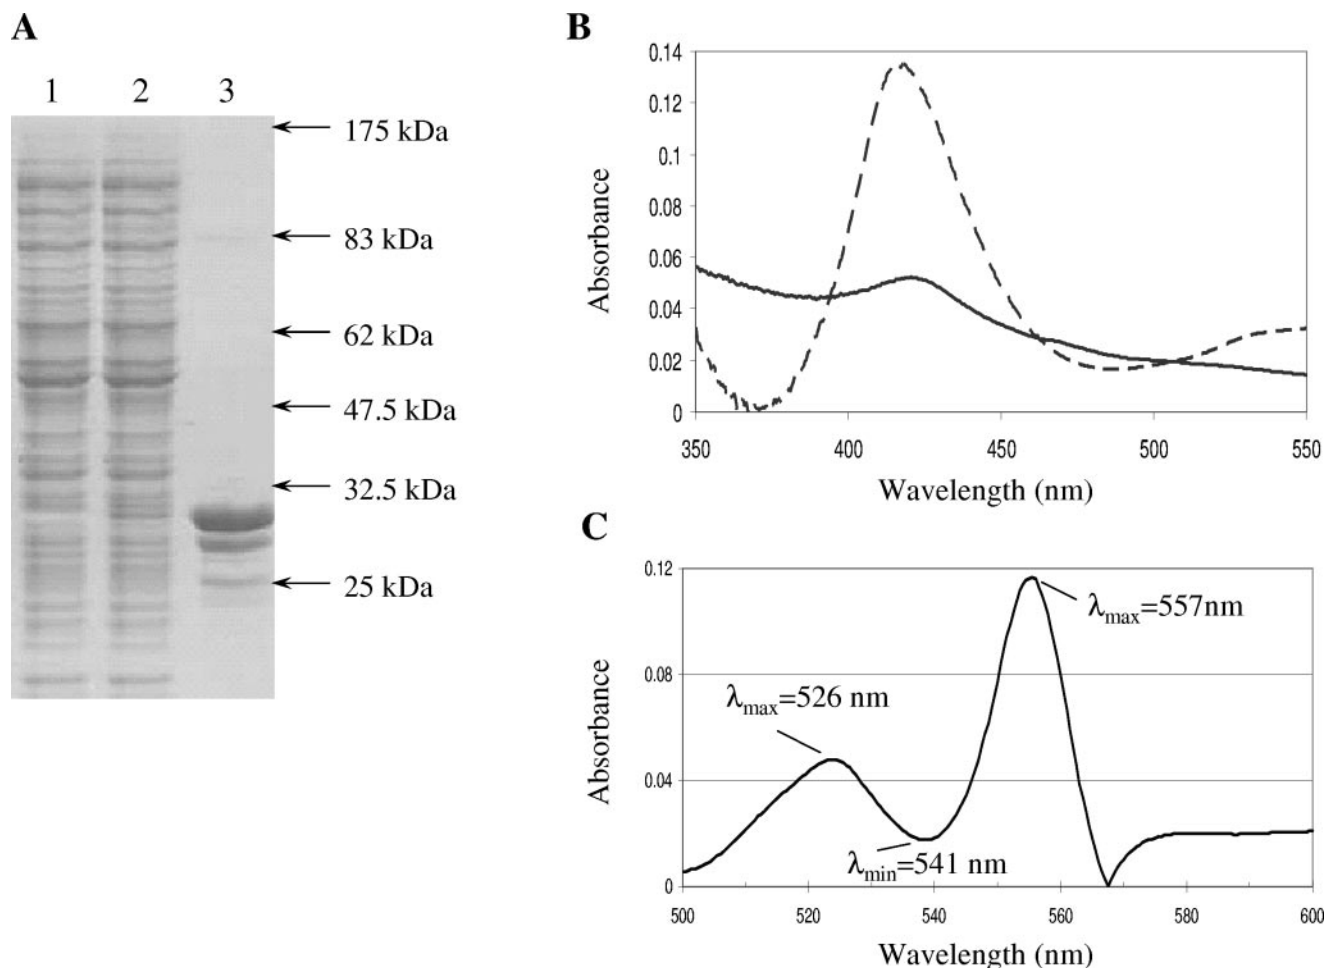 A
1 2 3
175 kDa
83 kDa
62 kDa
47.5 kDa
32.5 kDa
25 kDa
B
Absorbance
0.14
0.12
0.1
0.08
0.06
0.04
0.02
0
350 400 450 500 550
Wavelength (nm)
C
Absorbance
0.12
0.08
0.04
0
λmax=557nm
λmax=526 nm
λmin=541 nm
500 520 540 560 580 600
Wavelength (nm)